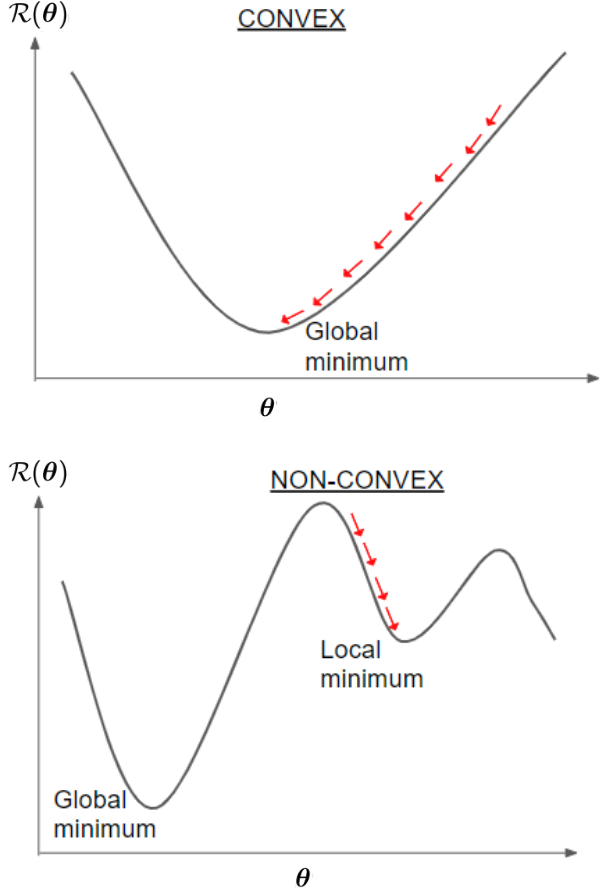 CONVEX
𝓡(𝜽)
Global
minimum
𝜽
NON-CONVEX
𝓡(𝜽)
Local
minimum
Global
minimum
𝜽